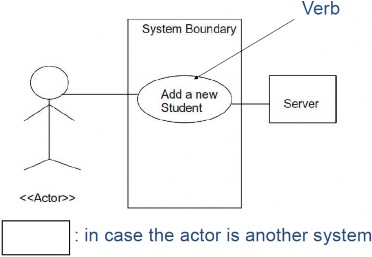 Verb
System Boundary
Add a new
Student
Server
<<Actor>>
: in case the actor is another system